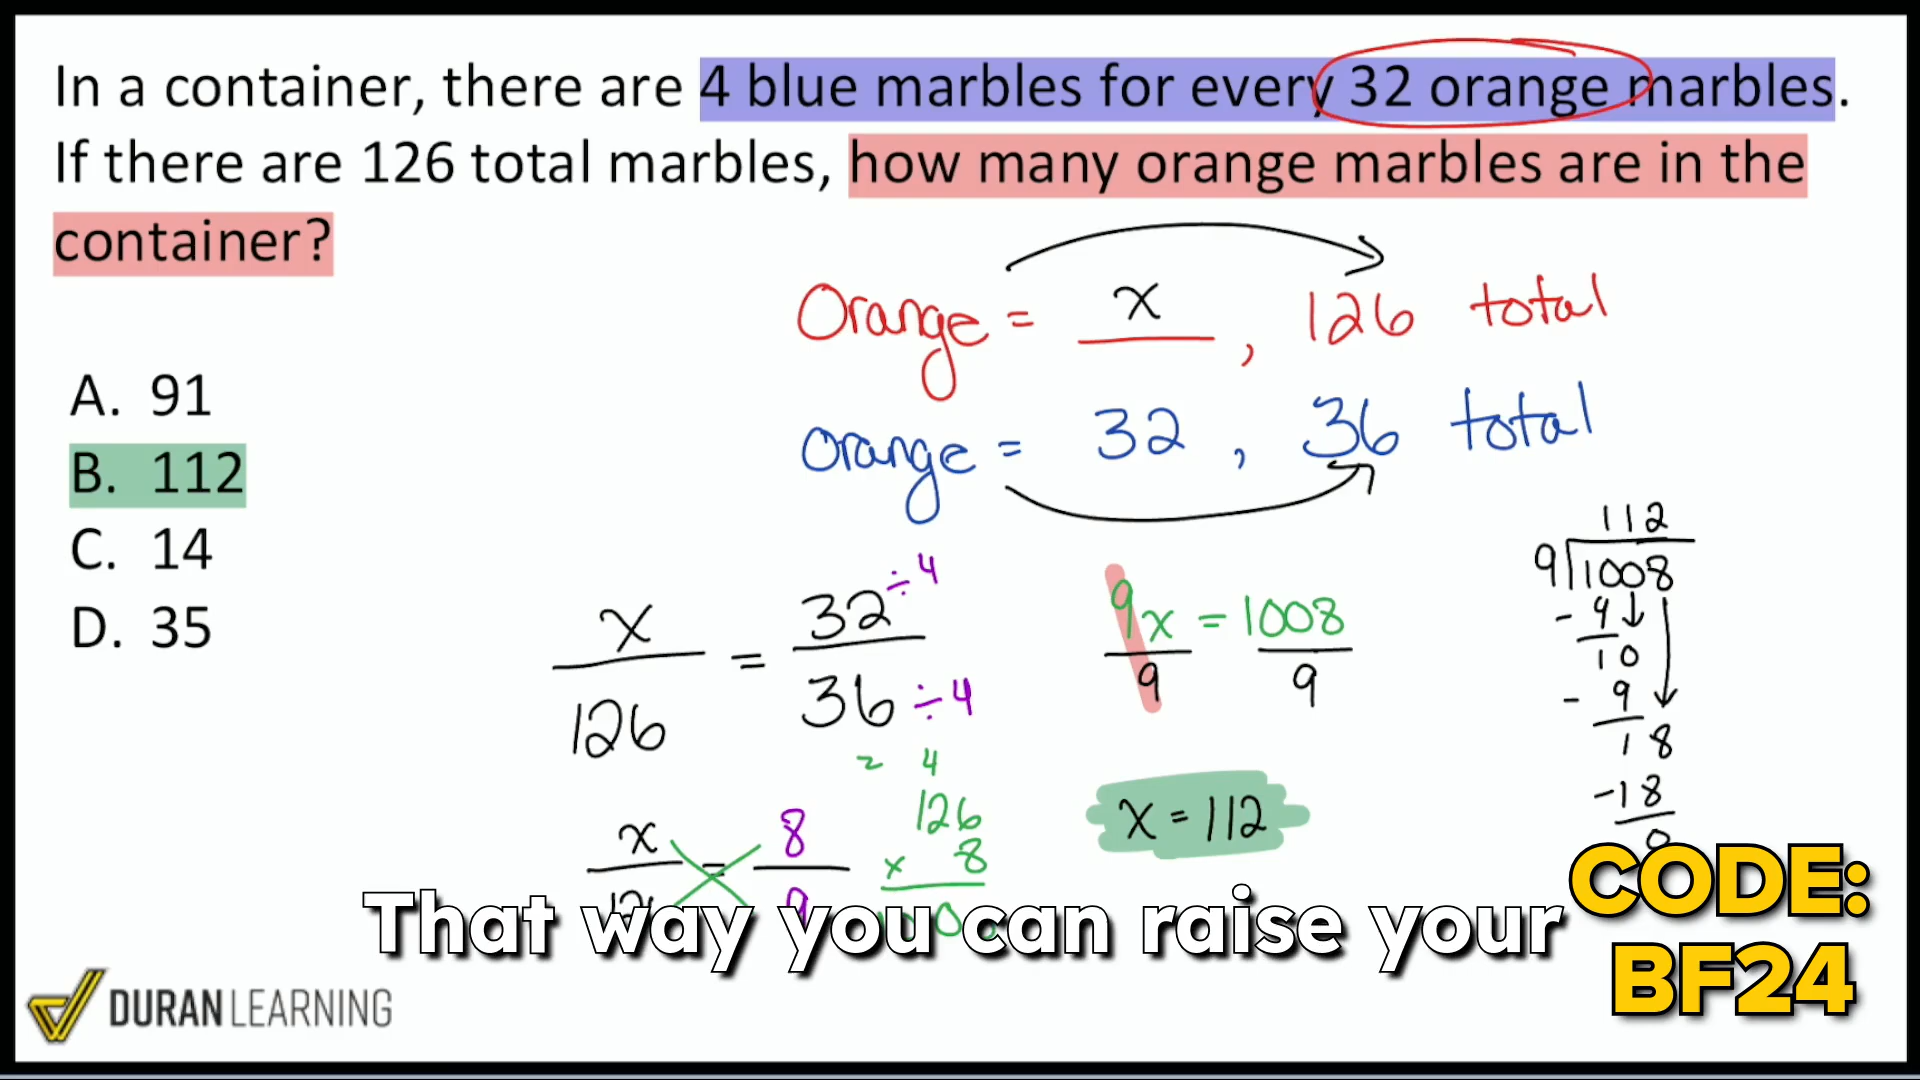 In a container, there are 4 blue marbles for every 32 orange marbles.
If there are 126 total marbles, how many orange marbles are in the
container?
Orange = x , 126 total
A. 91
orange = 32 , 36 total
B. 112
C. 14
D. 35
x/126 = 32 ÷4/36 ÷4
9x/9 = 1008/9
112
9 1008
- 9
10
- 9
18
-18
0
2 4
126
x 8
x = 8
x = 112
That way you can raise your
CODE:
BF24
DURAN LEARNING